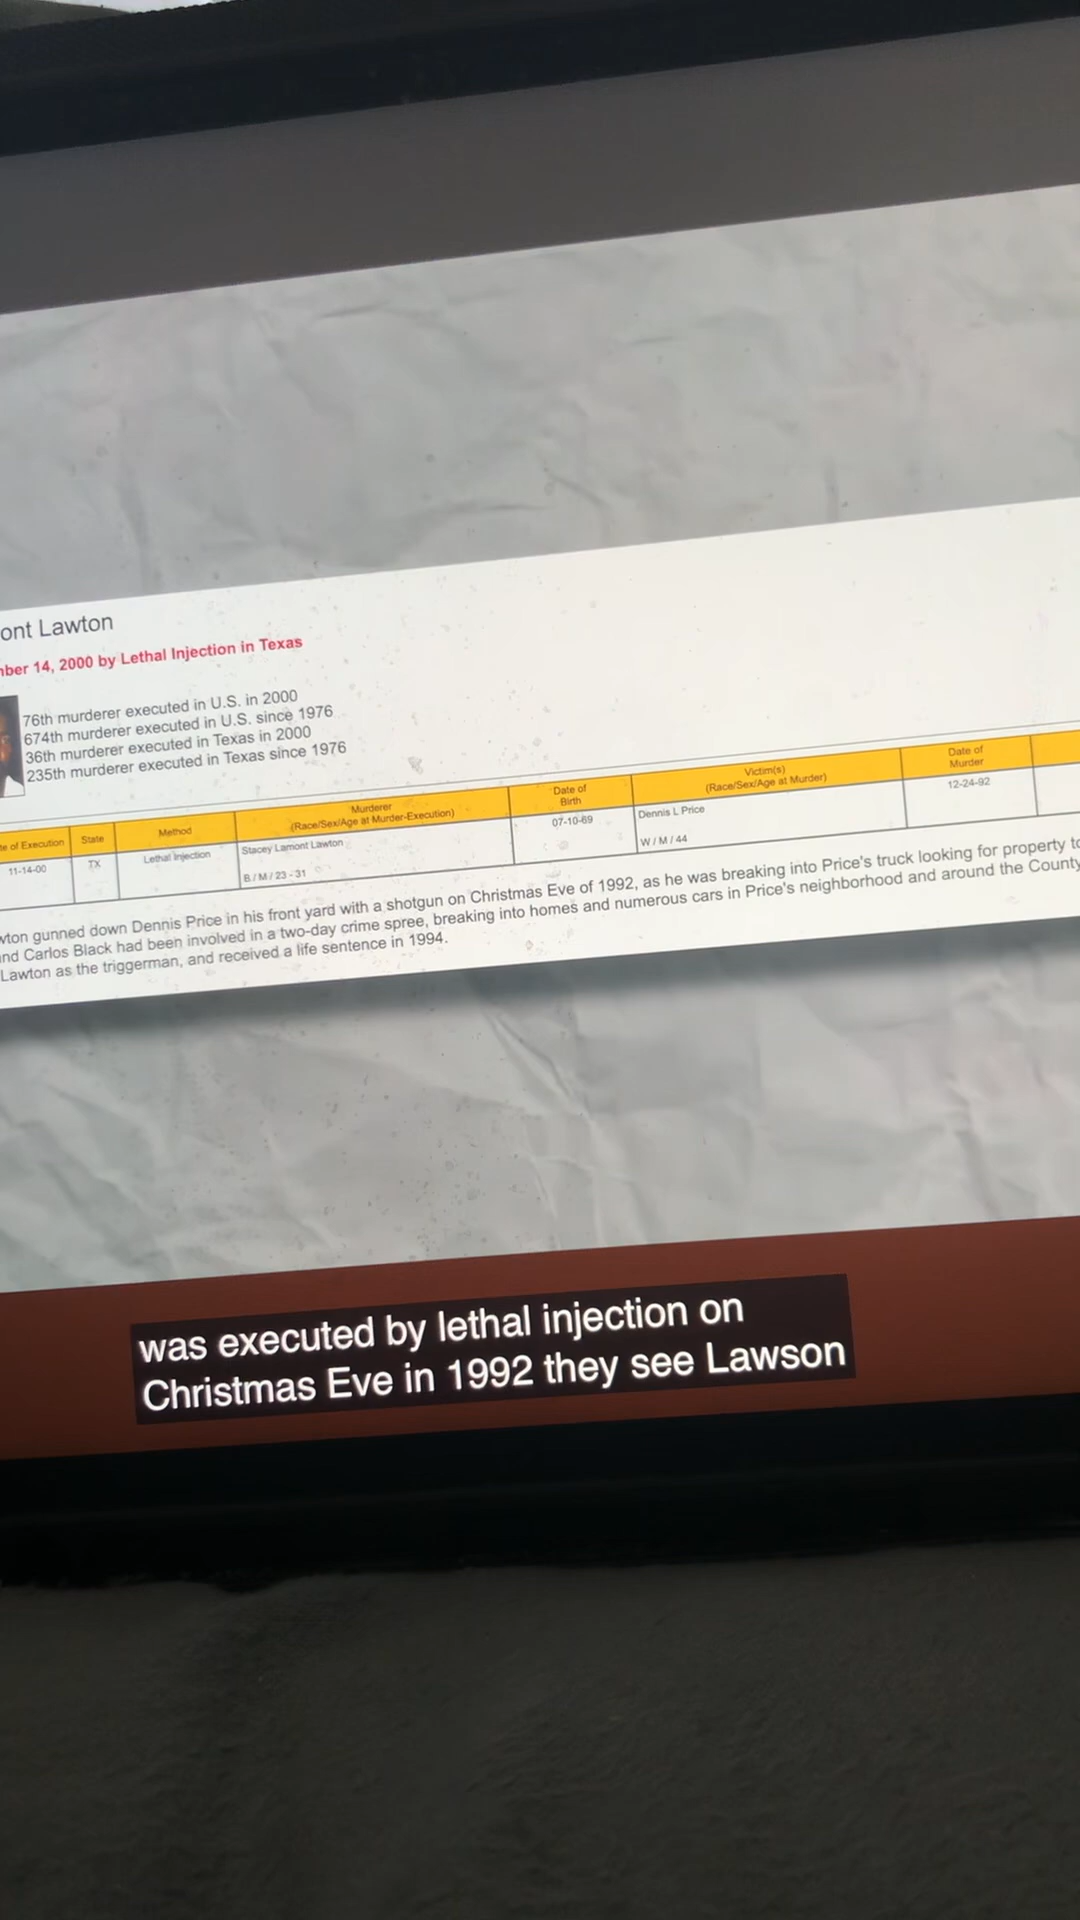 ont Lawton
ber 14, 2000 by Lethal Injection in Texas
76th murderer executed in U.S. in 2000
674th murderer executed in U.S. since 1976
36th murderer executed in Texas in 2000
235th murderer executed in Texas since 1976
te of Execution State Method Murderer (Race/Sex/Age at Murder-Execution) Date of Birth Victim(s) (Race/Sex/Age at Murder) Date of Murder
11-14-00 TX Lethal Injection Stacey Lamont Lawton 07-10-69 Dennis L Price 12-24-92
B / M / 23 - 31 W / M / 44
wton gunned down Dennis Price in his front yard with a shotgun on Christmas Eve of 1992, as he was breaking into Price's truck looking for property to
nd Carlos Black had been involved in a two-day crime spree, breaking into homes and numerous cars in Price's neighborhood and around the County
Lawton as the triggerman, and received a life sentence in 1994.
was executed by lethal injection on
Christmas Eve in 1992 they see Lawson